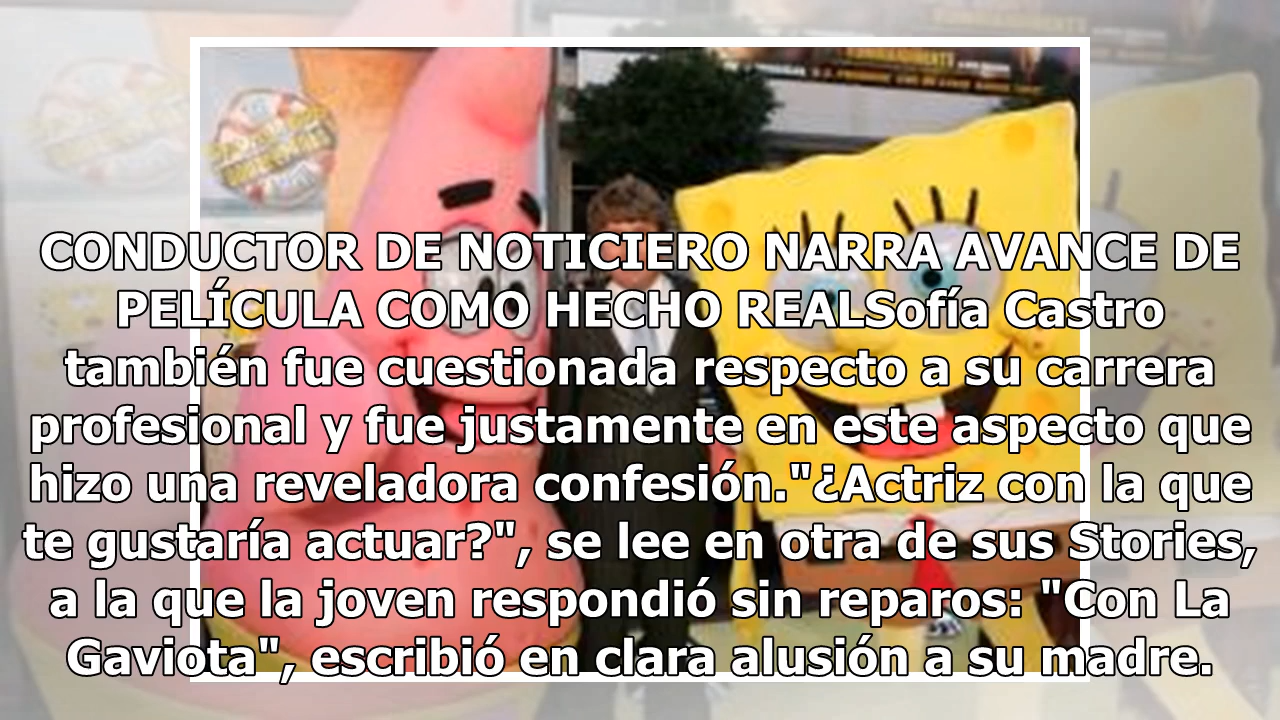 CONDUCTOR DE NOTICIERO NARRA AVANCE DE
PELÍCULA COMO HECHO REALSofía Castro
también fue cuestionada respecto a su carrera
profesional y fue justamente en este aspecto que
hizo una reveladora confesión."¿Actriz con la que
te gustaría actuar?", se lee en otra de sus Stories,
a la que la joven respondió sin reparos: "Con La
Gaviota", escribió en clara alusión a su madre.